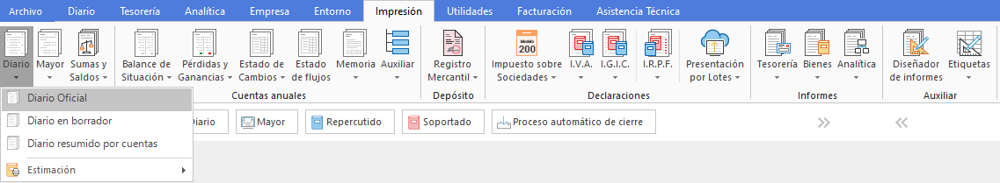 Archivo Diario Tesorería Analítica Empresa Entorno Impresión Utilidades Facturación Asistencia Técnica
Diario Mayor Sumas y Saldos Balance de Situación Pérdidas y Ganancias Estado de Cambios Estado de flujos Memoria Auxiliar Registro Mercantil Modelo 200 Impuesto sobre Sociedades I.V.A. I.G.I.C. I.R.P.F. Presentación por Lotes Tesorería Bienes Analítica Diseñador de informes Etiquetas
Cuentas anuales Depósito Declaraciones Informes Auxiliar
Diario Oficial
Diario en borrador
Diario resumido por cuentas
Estimación
Diario Mayor Repercutido Soportado Proceso automático de cierre